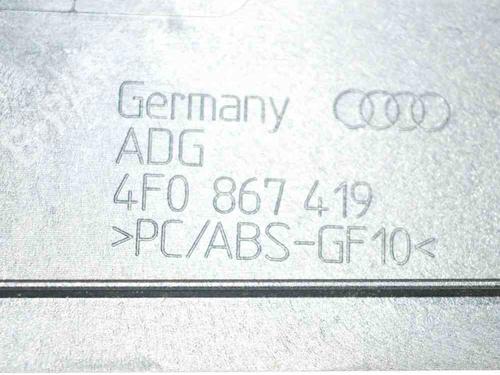 Germany
ADG
4F0 867 419
>PC/ABS-GF10<